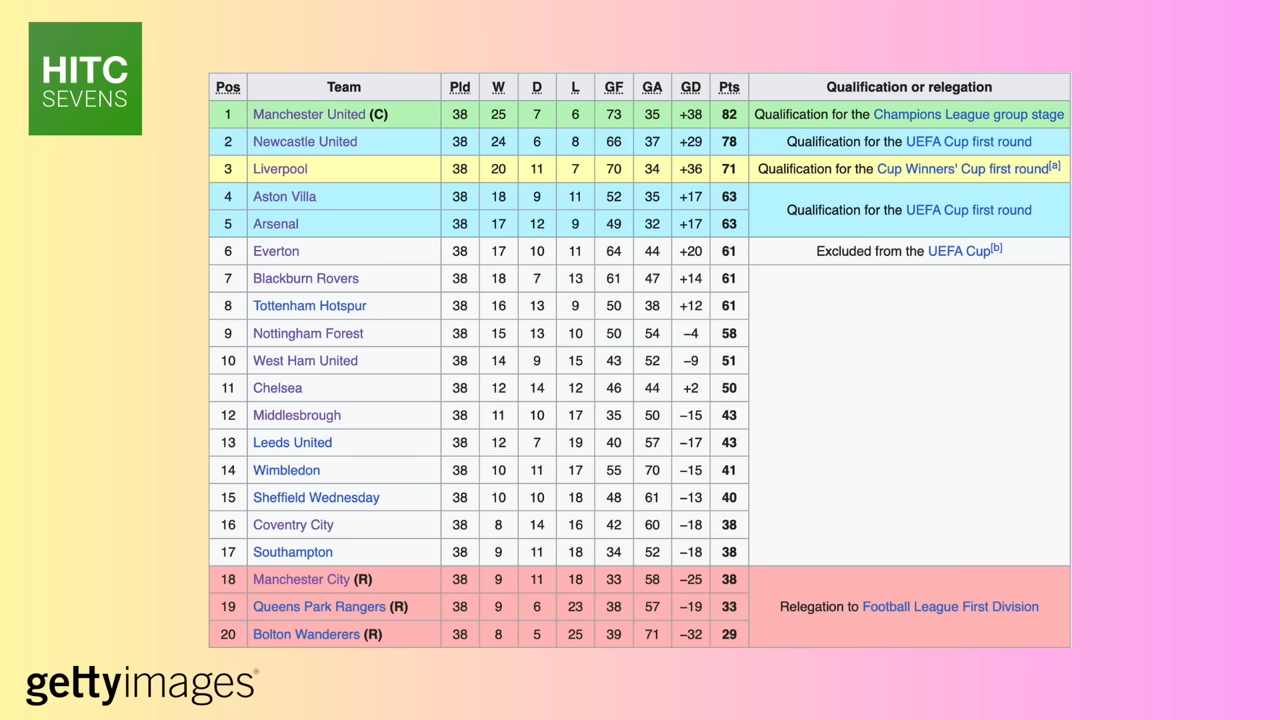 HITC
SEVENS
Pos Team Pld W D L GF GA GD Pts Qualification or relegation
1 Manchester United (C) 38 25 7 6 73 35 +38 82 Qualification for the Champions League group stage
2 Newcastle United 38 24 6 8 66 37 +29 78 Qualification for the UEFA Cup first round
3 Liverpool 38 20 11 7 70 34 +36 71 Qualification for the Cup Winners' Cup first round[a]
4 Aston Villa 38 18 9 11 52 35 +17 63
Qualification for the UEFA Cup first round
5 Arsenal 38 17 12 9 49 32 +17 63
6 Everton 38 17 10 11 64 44 +20 61 Excluded from the UEFA Cup[b]
7 Blackburn Rovers 38 18 7 13 61 47 +14 61
8 Tottenham Hotspur 38 16 13 9 50 38 +12 61
9 Nottingham Forest 38 15 13 10 50 54 −4 58
10 West Ham United 38 14 9 15 43 52 −9 51
11 Chelsea 38 12 14 12 46 44 +2 50
12 Middlesbrough 38 11 10 17 35 50 −15 43
13 Leeds United 38 12 7 19 40 57 −17 43
14 Wimbledon 38 10 11 17 55 70 −15 41
15 Sheffield Wednesday 38 10 10 18 48 61 −13 40
16 Coventry City 38 8 14 16 42 60 −18 38
17 Southampton 38 9 11 18 34 52 −18 38
18 Manchester City (R) 38 9 11 18 33 58 −25 38
19 Queens Park Rangers (R) 38 9 6 23 38 57 −19 33 Relegation to Football League First Division
20 Bolton Wanderers (R) 38 8 5 25 39 71 −32 29
gettyimages®